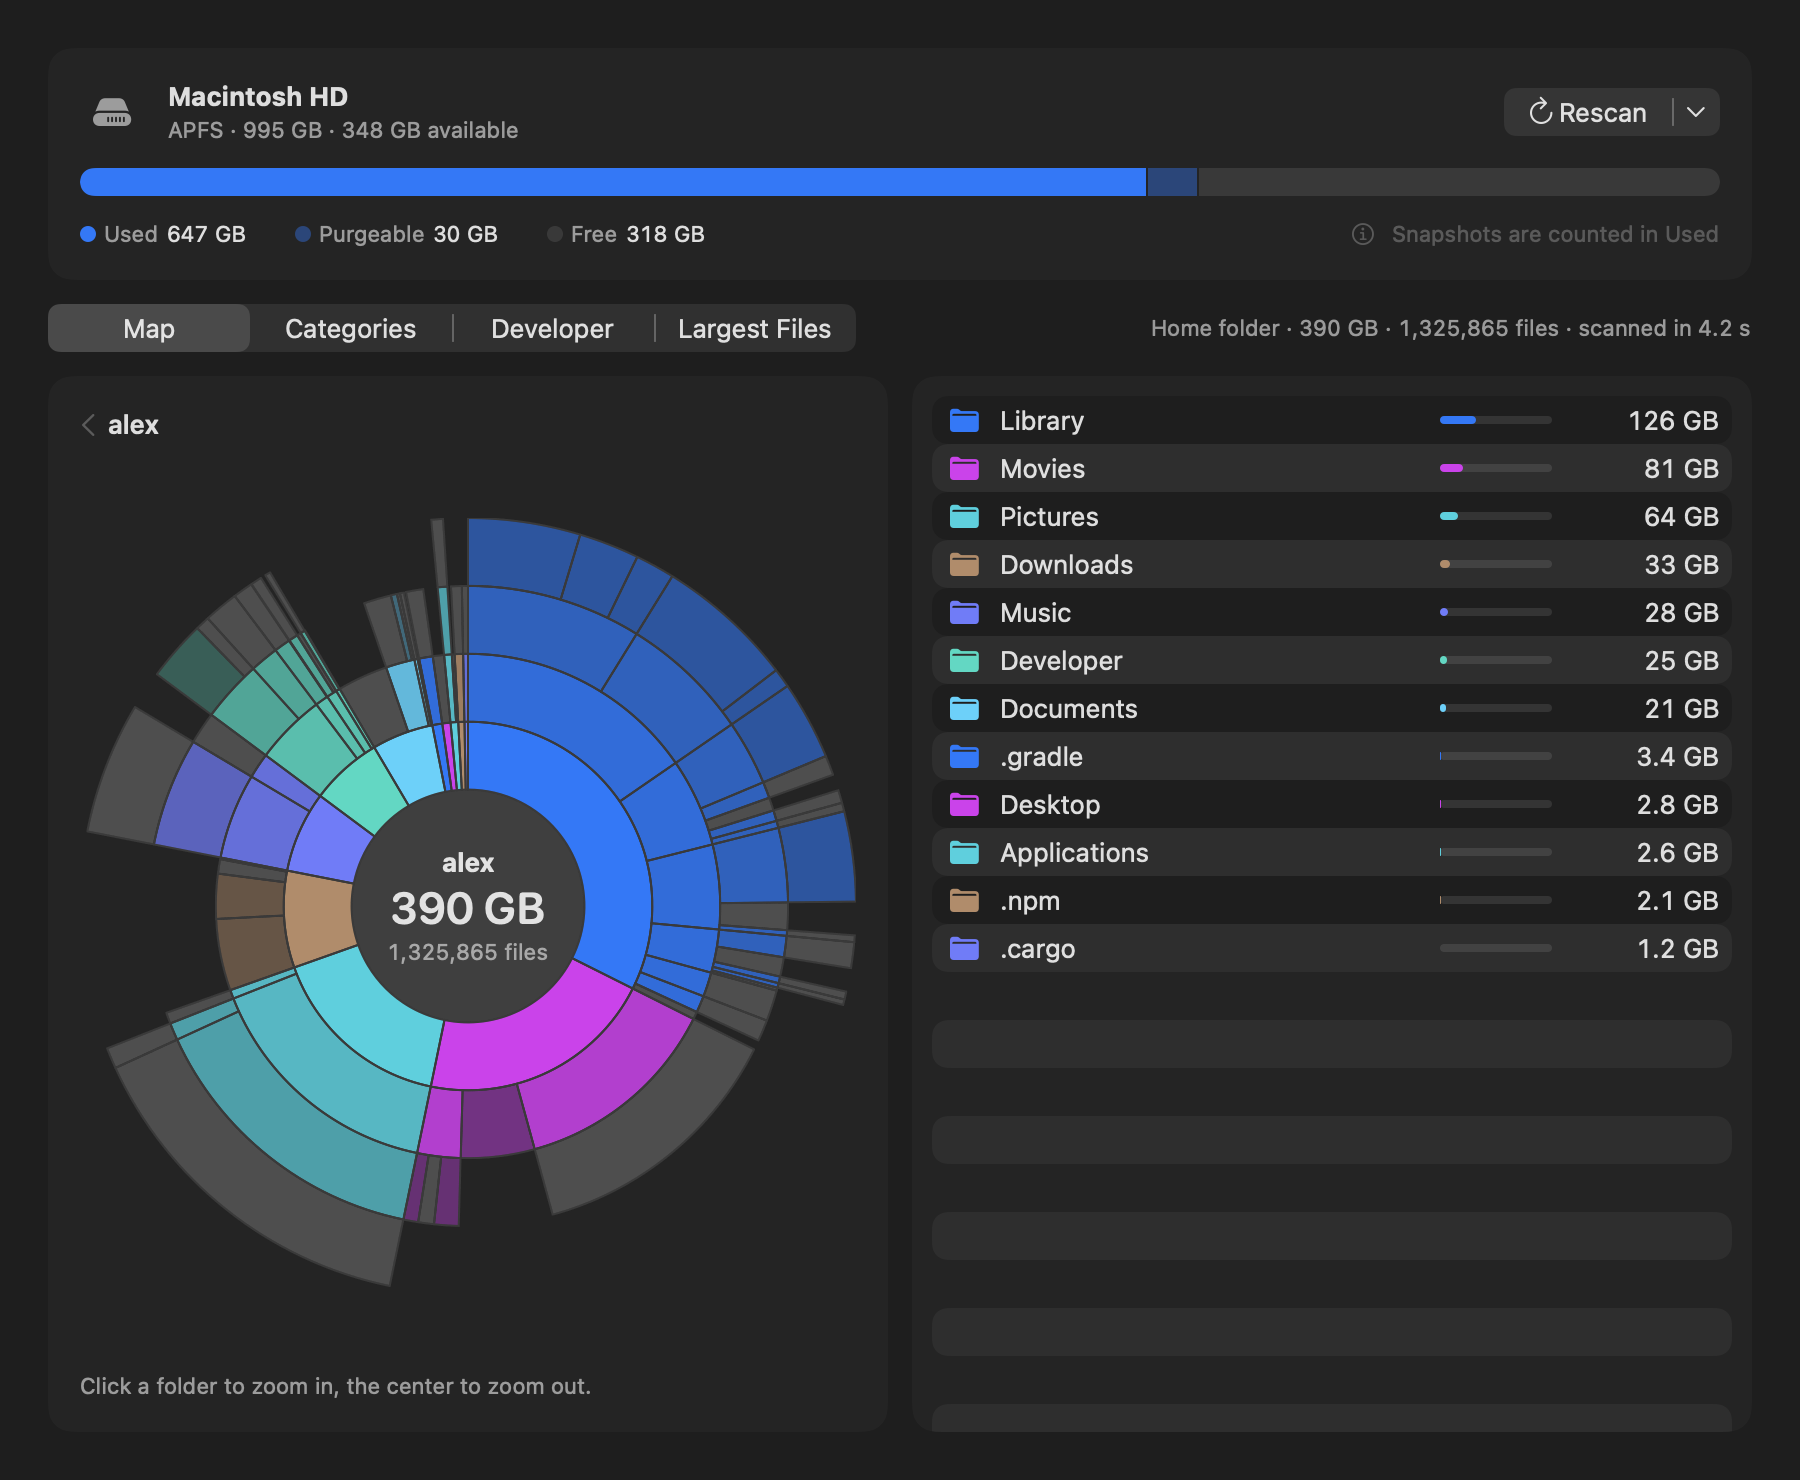 Macintosh HD
APFS · 995 GB · 348 GB available
Rescan
Used 647 GB
Purgeable 30 GB
Free 318 GB
Snapshots are counted in Used
Map
Categories
Developer
Largest Files
Home folder · 390 GB · 1,325,865 files · scanned in 4.2 s
alex
alex
390 GB
1,325,865 files
Click a folder to zoom in, the center to zoom out.
Library 126 GB
Movies 81 GB
Pictures 64 GB
Downloads 33 GB
Music 28 GB
Developer 25 GB
Documents 21 GB
.gradle 3.4 GB
Desktop 2.8 GB
Applications 2.6 GB
.npm 2.1 GB
.cargo 1.2 GB